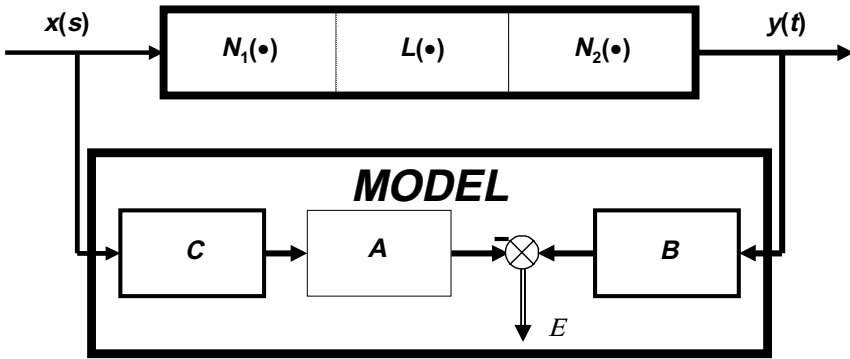 x(s)
y(t)
N₁(•)
L(•)
N₂(•)
MODEL
C
A
-
B
E